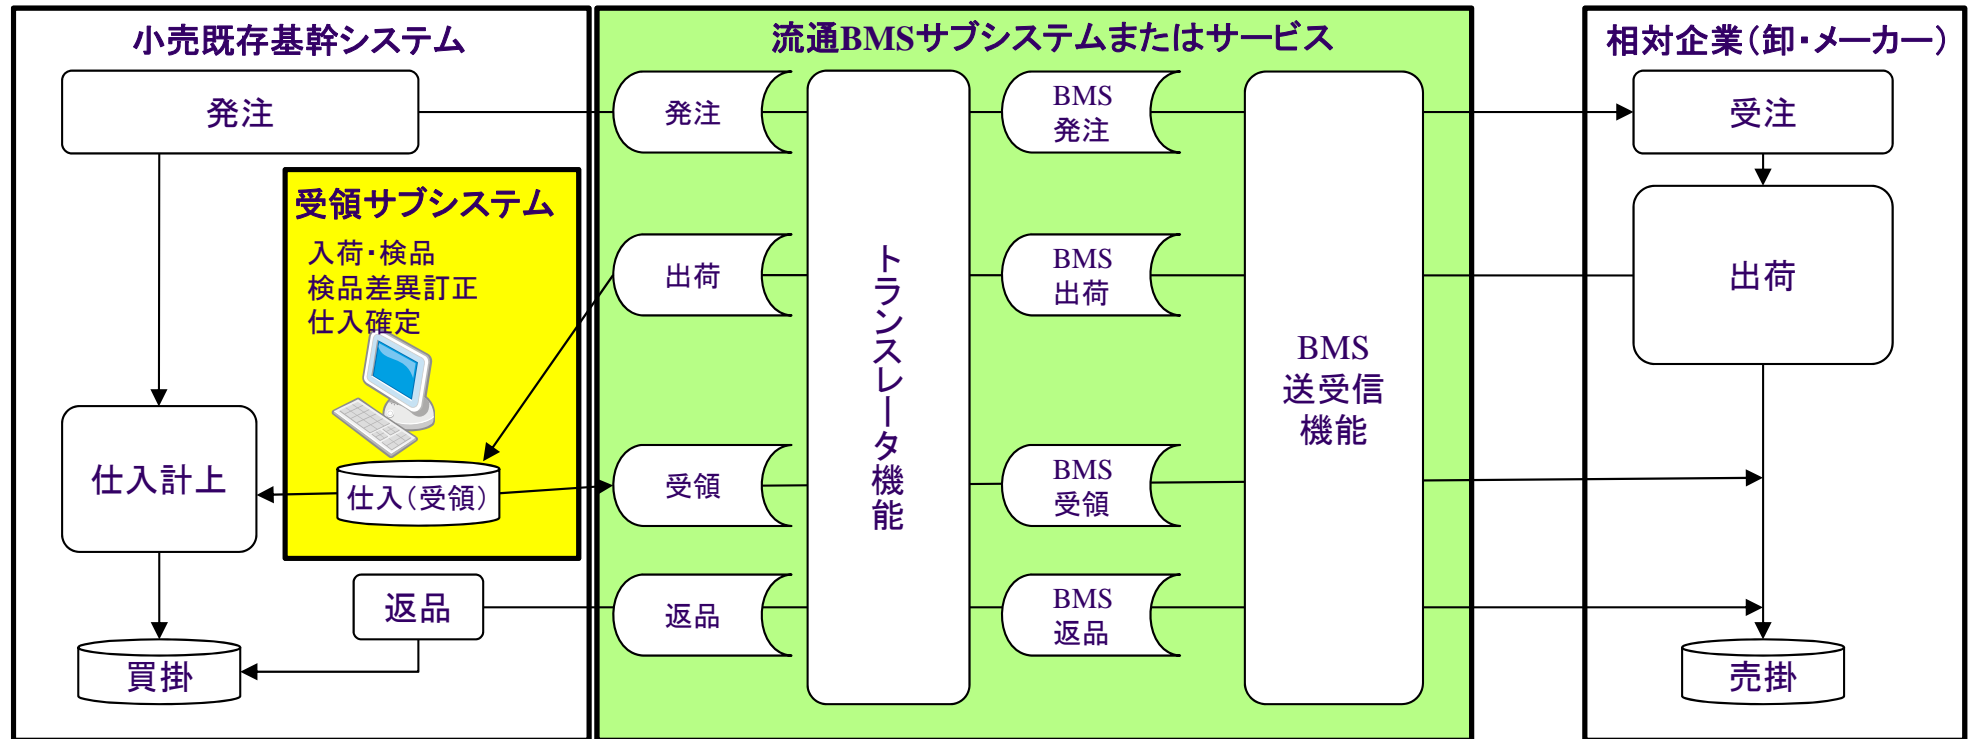 小売既存基幹システム
発注
受領サブシステム
入荷・検品
検品差異訂正
仕入確定
仕入計上
仕入(受領)
返品
買掛
流通BMSサブシステムまたはサービス
発注
出荷
受領
返品
トランスレータ機能
BMS
発注
BMS
出荷
BMS
受領
BMS
返品
BMS
送受信
機能
相対企業(卸・メーカー)
受注
出荷
売掛